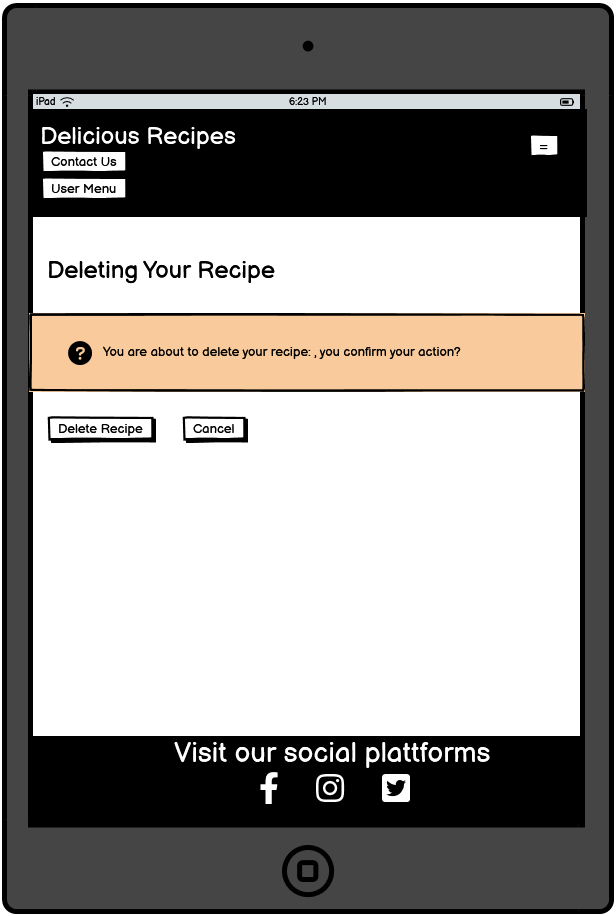 iPad 6:23 PM
Delicious Recipes
=
Contact Us
User Menu
Deleting Your Recipe
? You are about to delete your recipe: , you confirm your action?
Delete Recipe Cancel
Visit our social plattforms